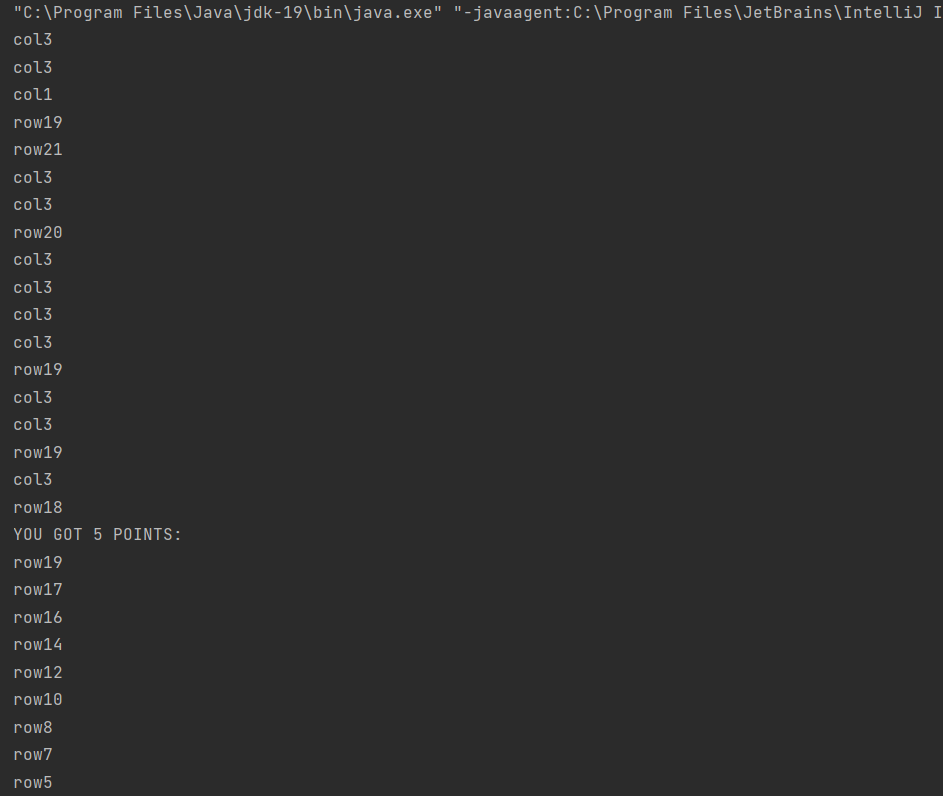 "C:\Program Files\Java\jdk-19\bin\java.exe" "-javaagent:C:\Program Files\JetBrains\IntelliJ I
col3
col3
col1
row19
row21
col3
col3
row20
col3
col3
col3
col3
row19
col3
col3
row19
col3
row18
YOU GOT 5 POINTS:
row19
row17
row16
row14
row12
row10
row8
row7
row5